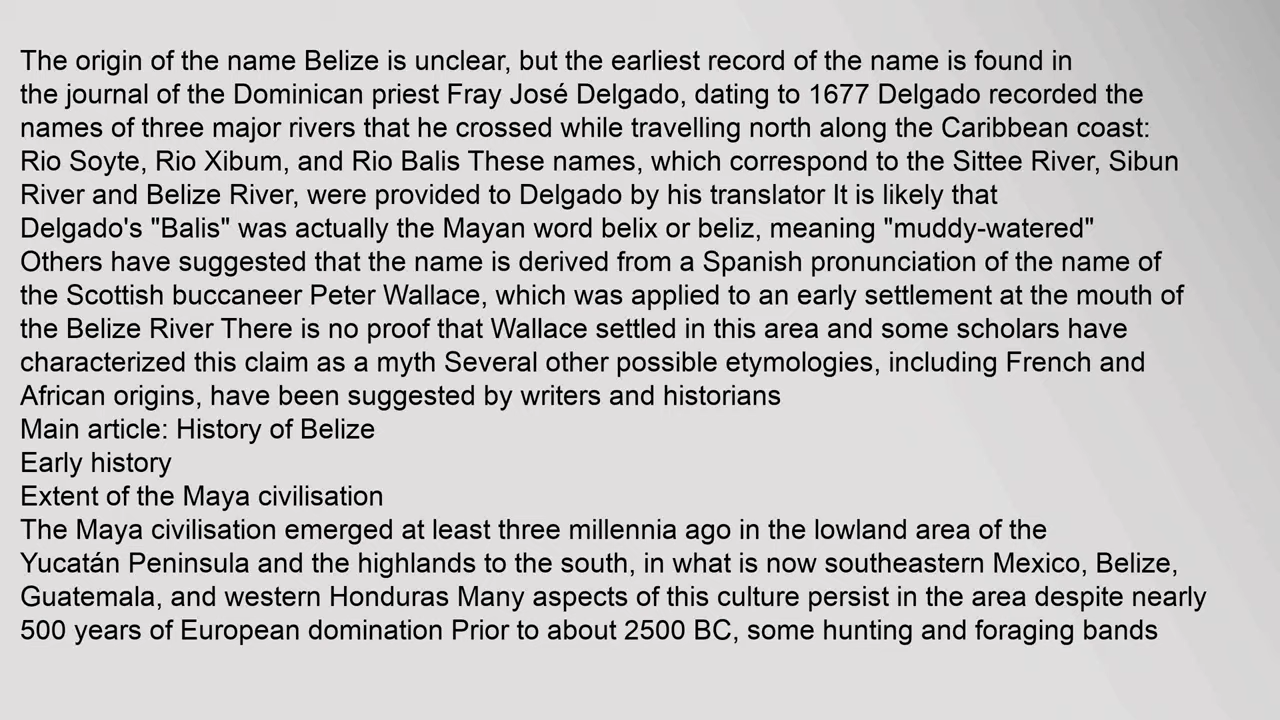 The origin of the name Belize is unclear, but the earliest record of the name is found in
the journal of the Dominican priest Fray José Delgado, dating to 1677 Delgado recorded the
names of three major rivers that he crossed while travelling north along the Caribbean coast:
Rio Soyte, Rio Xibum, and Rio Balis These names, which correspond to the Sittee River, Sibun
River and Belize River, were provided to Delgado by his translator It is likely that
Delgado's "Balis" was actually the Mayan word belix or beliz, meaning "muddy-watered"
Others have suggested that the name is derived from a Spanish pronunciation of the name of
the Scottish buccaneer Peter Wallace, which was applied to an early settlement at the mouth of
the Belize River There is no proof that Wallace settled in this area and some scholars have
characterized this claim as a myth Several other possible etymologies, including French and
African origins, have been suggested by writers and historians
Main article: History of Belize
Early history
Extent of the Maya civilisation
The Maya civilisation emerged at least three millennia ago in the lowland area of the
Yucatán Peninsula and the highlands to the south, in what is now southeastern Mexico, Belize,
Guatemala, and western Honduras Many aspects of this culture persist in the area despite nearly
500 years of European domination Prior to about 2500 BC, some hunting and foraging bands